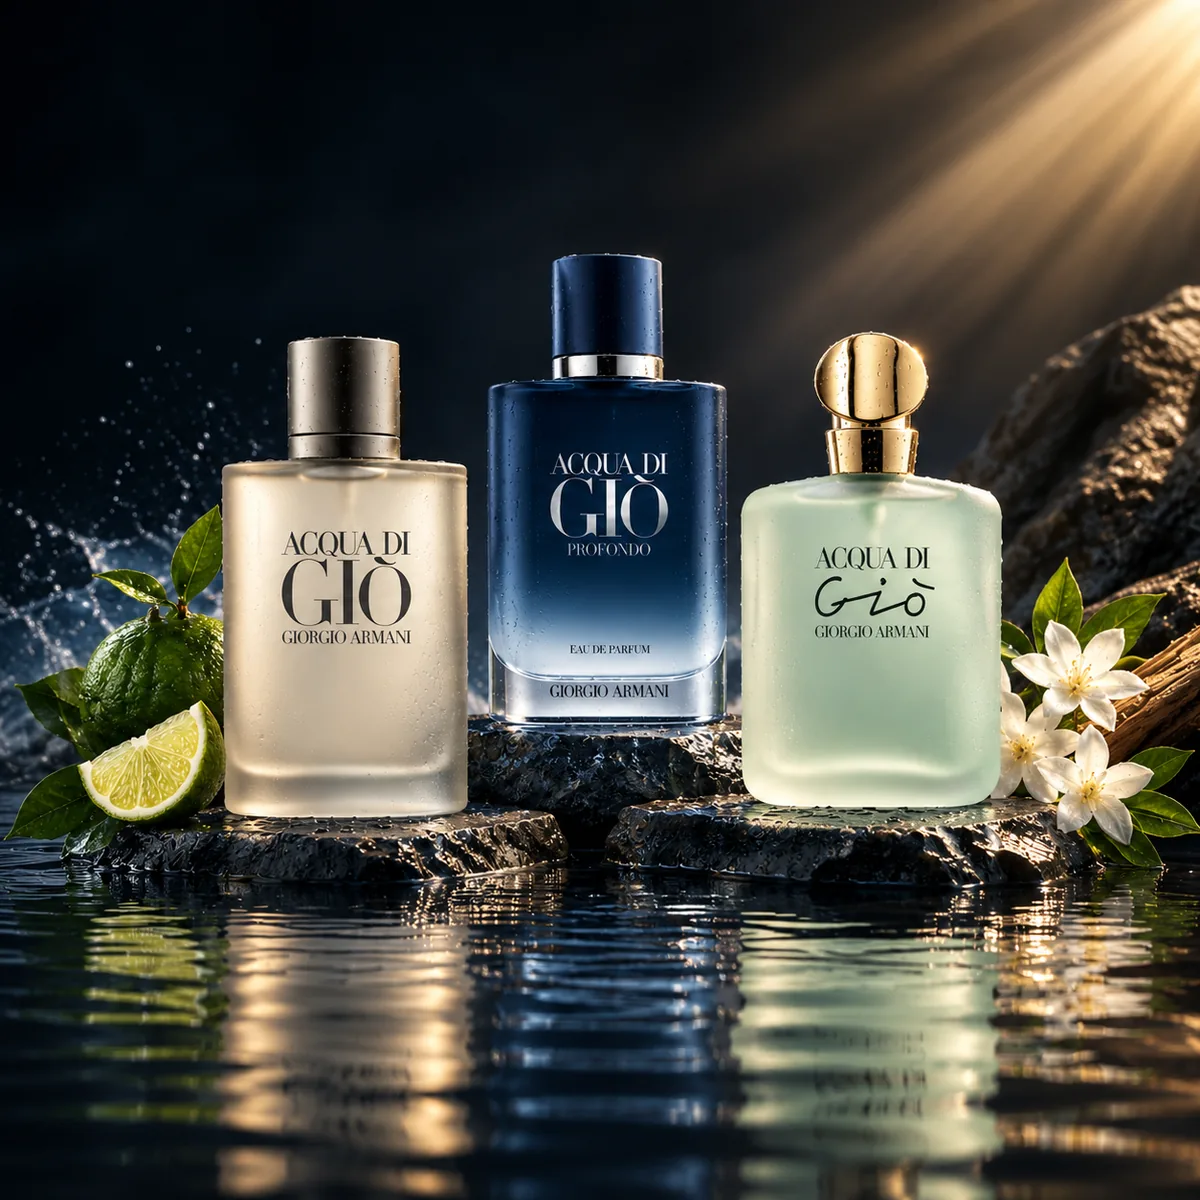 ACQUA DI
GIÒ
GIORGIO ARMANI
ACQUA DI
GIÒ
PROFONDO
EAU DE PARFUM
GIORGIO ARMANI
ACQUA DI
Giò
GIORGIO ARMANI